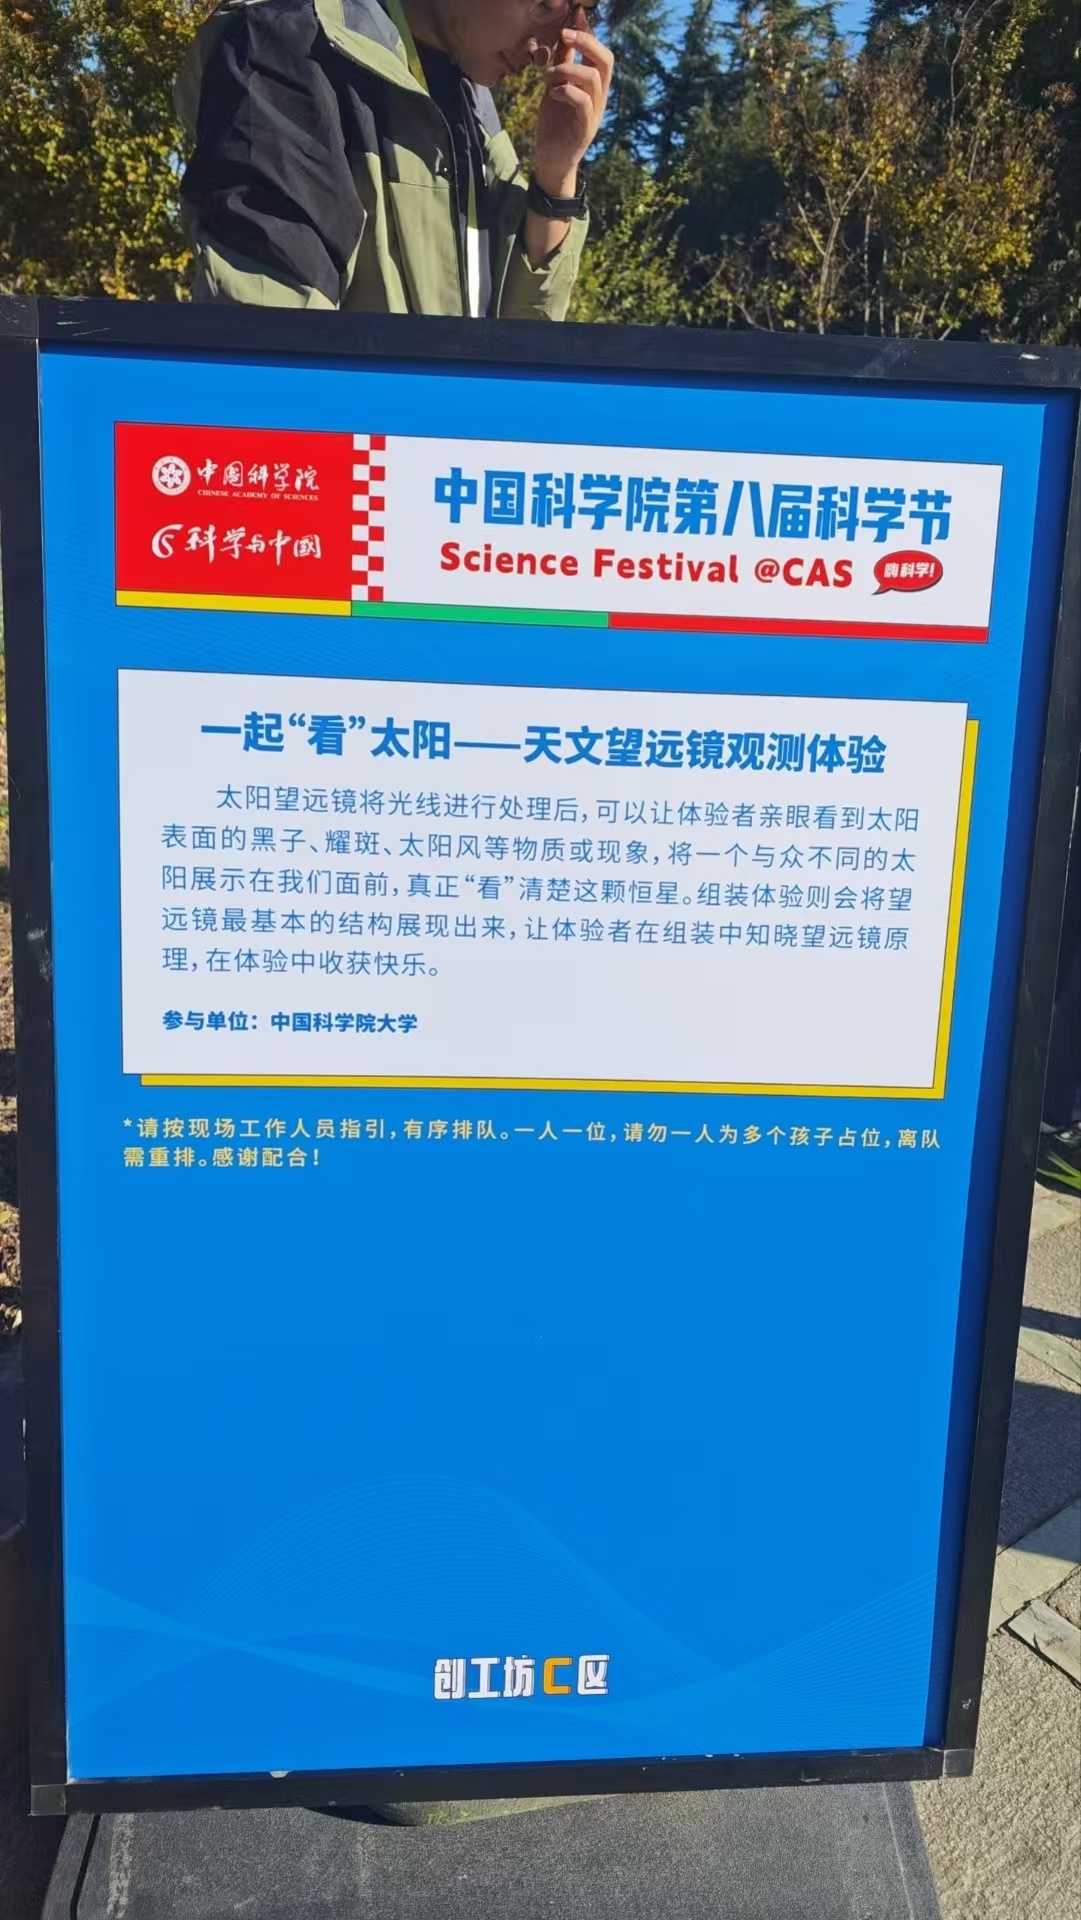 中国科学院
CHINESE ACADEMY OF SCIENCES
科学与中國
中国科学院第八届科学节
Science Festival @CAS
嗨科学!
一起“看”太阳——天文望远镜观测体验
太阳望远镜将光线进行处理后，可以让体验者亲眼看到太阳
表面的黑子、耀斑、太阳风等物质或现象，将一个与众不同的太
阳展示在我们面前，真正“看”清楚这颗恒星。组装体验则会将望
远镜最基本的结构展现出来，让体验者在组装中知晓望远镜原
理，在体验中收获快乐。
参与单位：中国科学院大学
*请按现场工作人员指引，有序排队。一人一位，请勿一人为多个孩子占位，离队
需重排。感谢配合！
创工坊C区